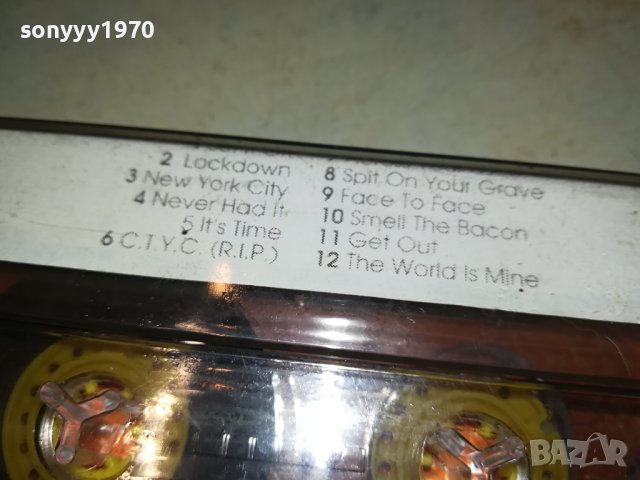 sonyyy1970
2 Lockdown
3 New York City
4 Never Had It
5 It's Time
6 C.T.Y.C. (R.I.P.)
8 Spit On Your Grave
9 Face To Face
10 Smell The Bacon
11 Get Out
12 The World Is Mine
BAZAR